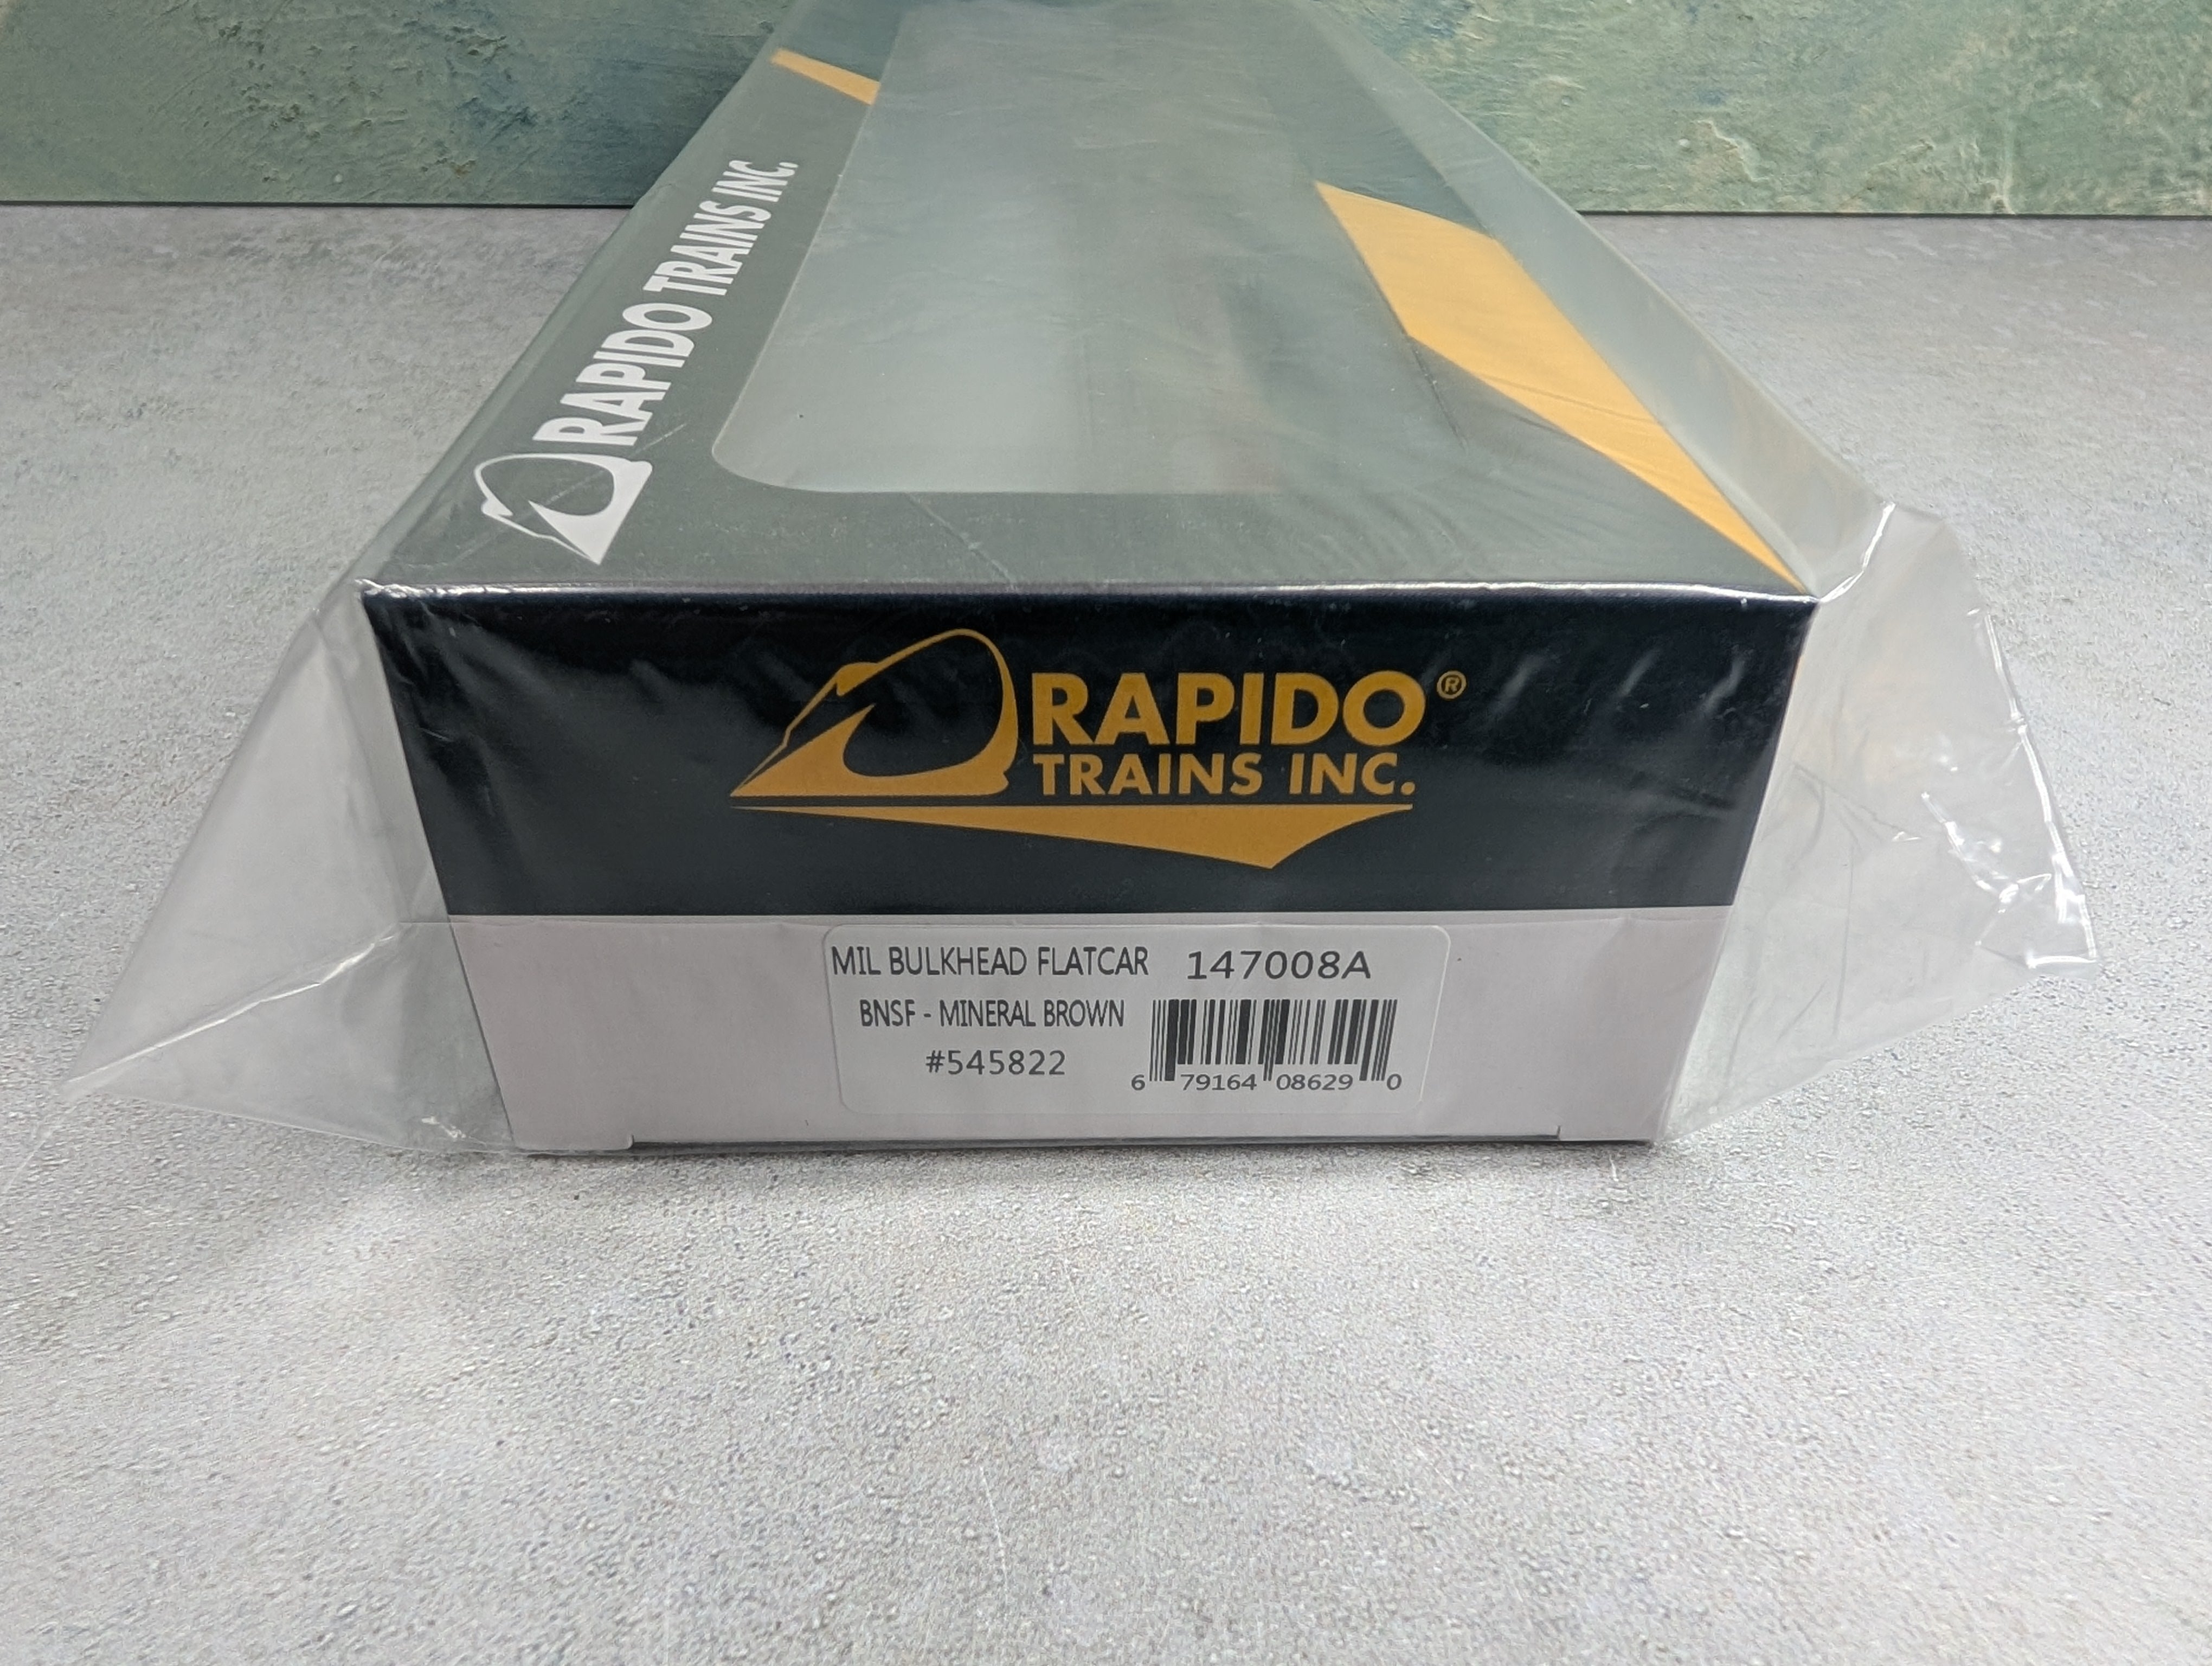 RAPIDO TRAINS INC.
RAPIDO®
TRAINS INC.
MIL BULKHEAD FLATCAR 147008A
BNSF - MINERAL BROWN
#545822
6 79164 08629 0